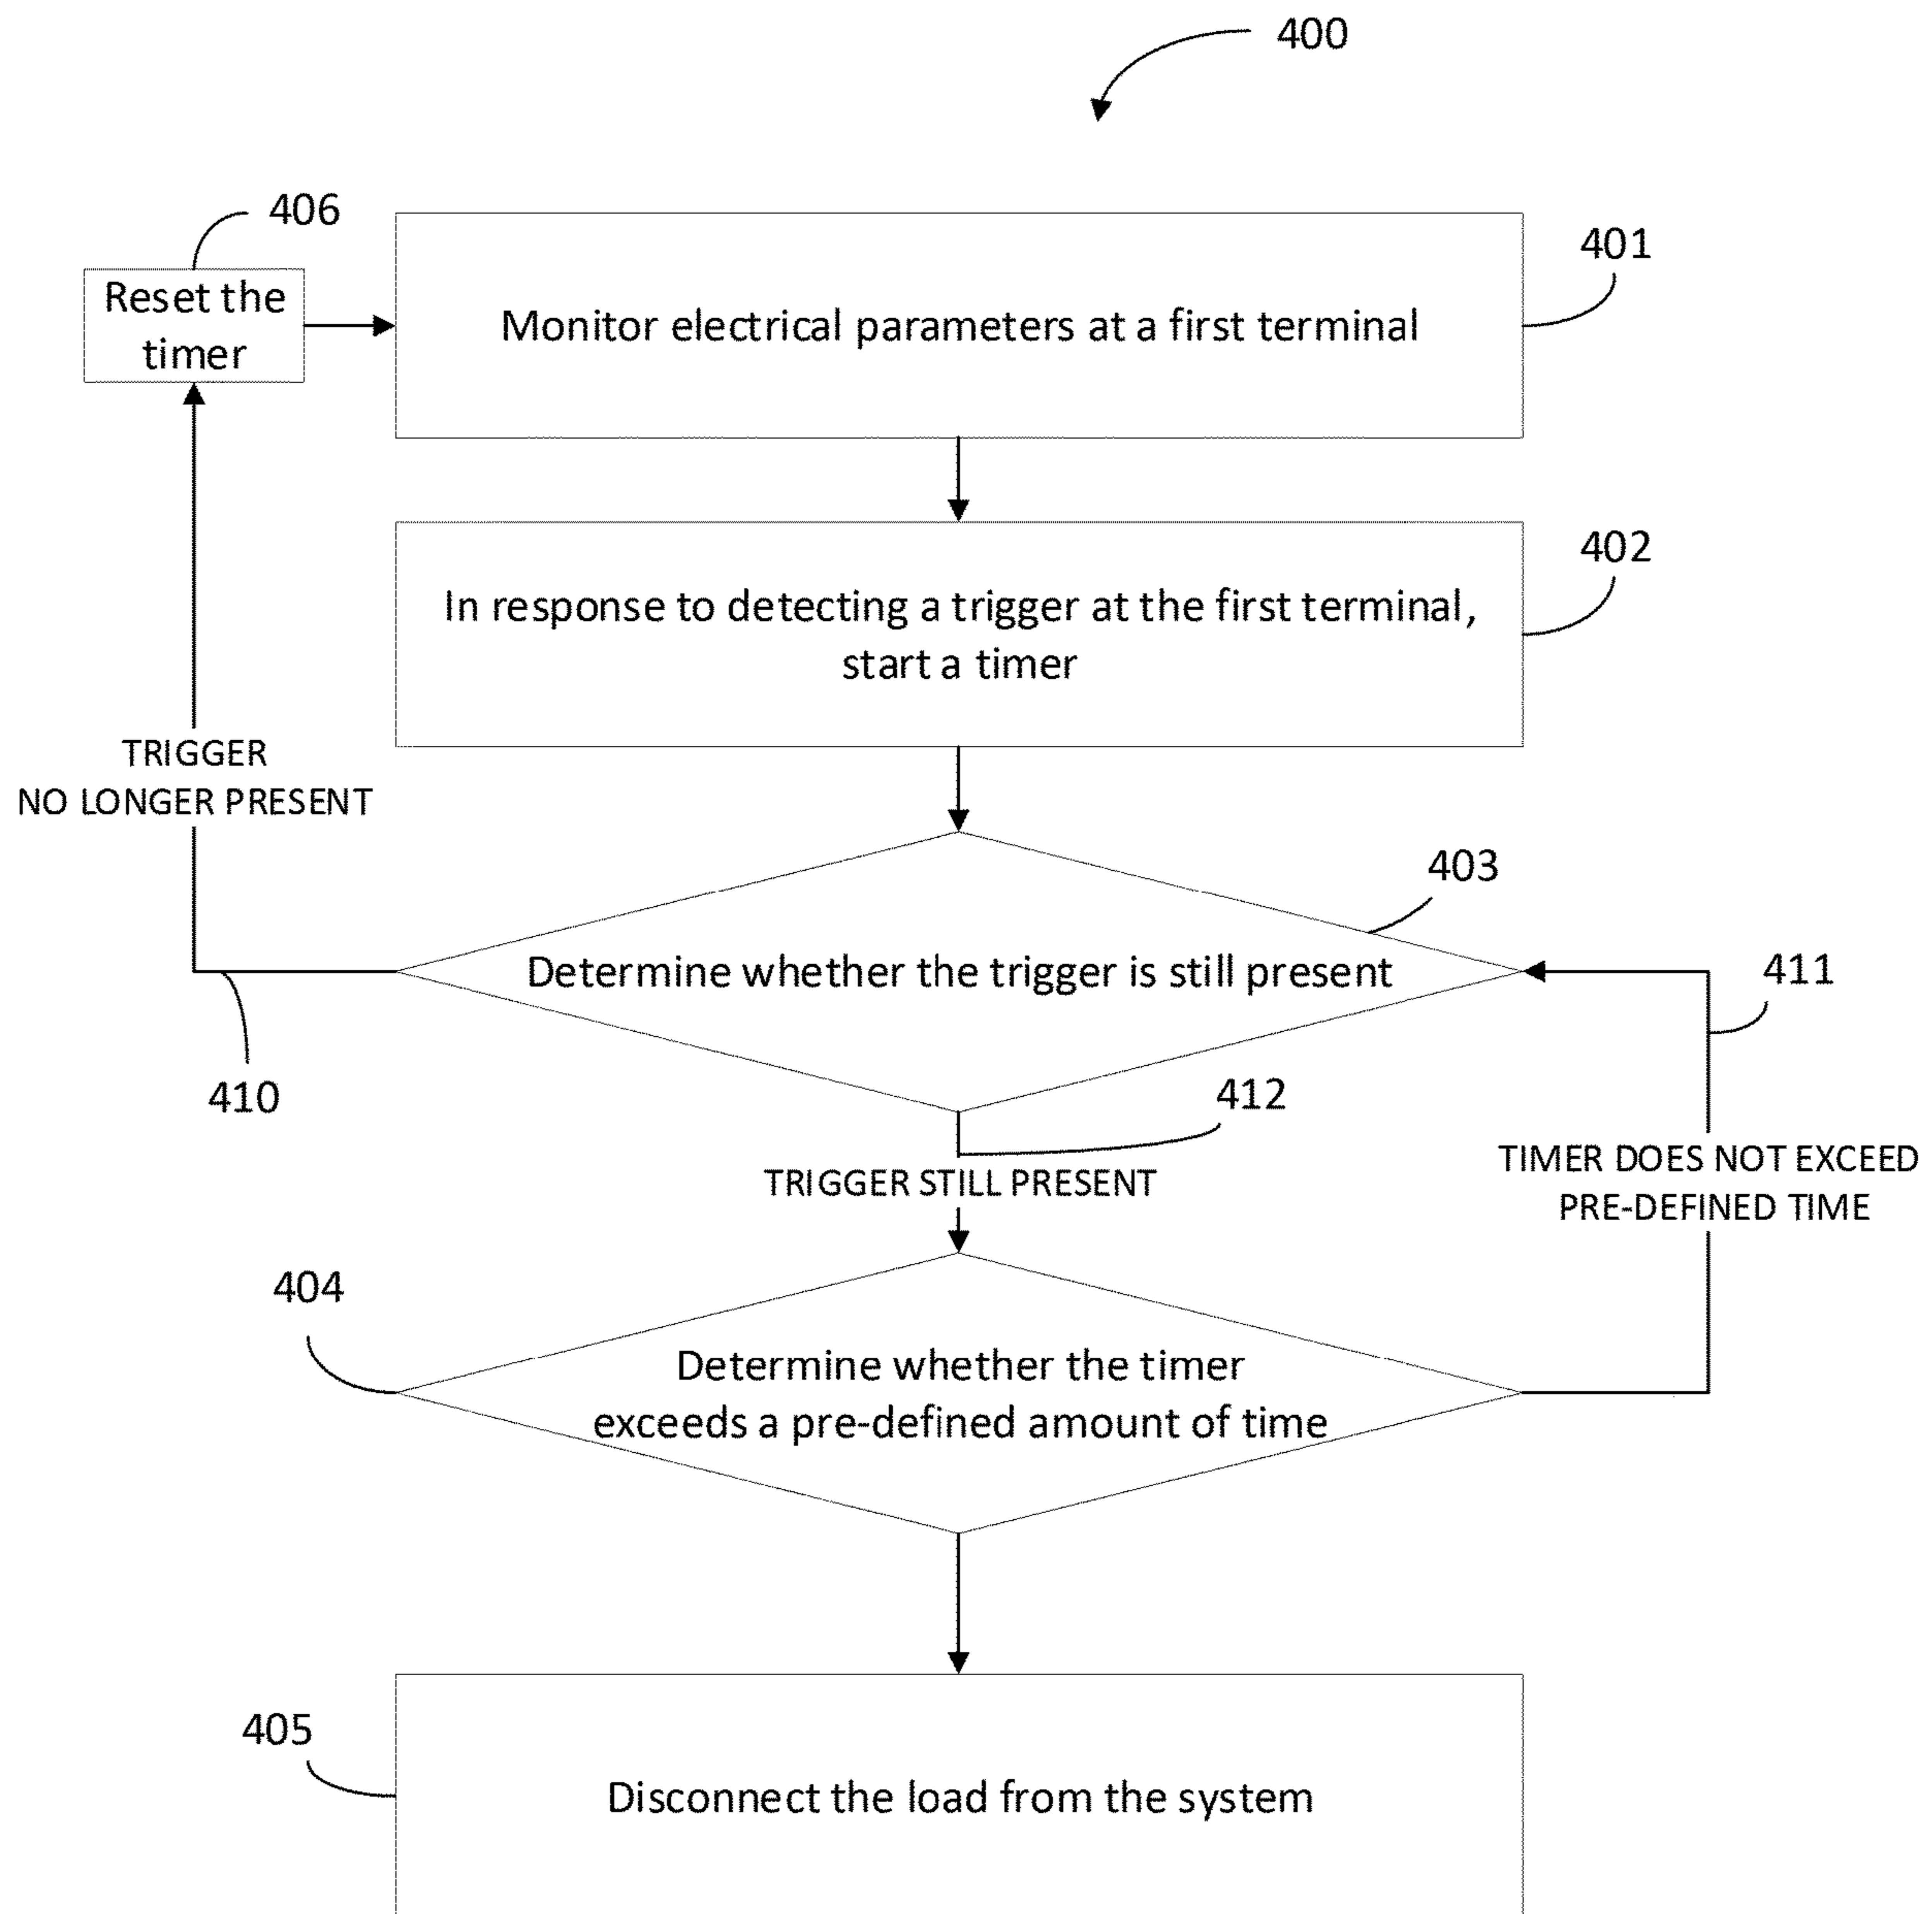 400
406
Reset the
timer
401
Monitor electrical parameters at a first terminal
402
In response to detecting a trigger at the first terminal,
start a timer
TRIGGER
NO LONGER PRESENT
403
Determine whether the trigger is still present
411
410
412
TRIGGER STILL PRESENT
TIMER DOES NOT EXCEED
PRE-DEFINED TIME
404
Determine whether the timer
exceeds a pre-defined amount of time
405
Disconnect the load from the system